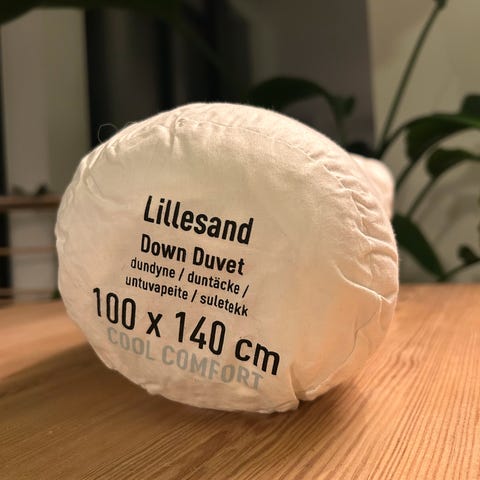 Lillesand
Down Duvet
dundyne / duntäcke /
untuvapeite / suletekk
100 x 140 cm
COOL COMFORT